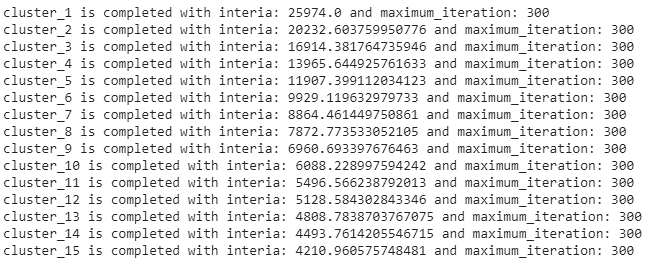 cluster_1 is completed with interia: 25974.0 and maximum_iteration: 300
cluster_2 is completed with interia: 20232.603759950776 and maximum_iteration: 300
cluster_3 is completed with interia: 16914.381764735946 and maximum_iteration: 300
cluster_4 is completed with interia: 13965.644925761633 and maximum_iteration: 300
cluster_5 is completed with interia: 11907.399112034123 and maximum_iteration: 300
cluster_6 is completed with interia: 9929.119632979733 and maximum_iteration: 300
cluster_7 is completed with interia: 8864.461449750861 and maximum_iteration: 300
cluster_8 is completed with interia: 7872.773533052105 and maximum_iteration: 300
cluster_9 is completed with interia: 6960.693397676463 and maximum_iteration: 300
cluster_10 is completed with interia: 6088.228997594242 and maximum_iteration: 300
cluster_11 is completed with interia: 5496.566238792013 and maximum_iteration: 300
cluster_12 is completed with interia: 5128.584302843346 and maximum_iteration: 300
cluster_13 is completed with interia: 4808.7838703767075 and maximum_iteration: 300
cluster_14 is completed with interia: 4493.7614205546715 and maximum_iteration: 300
cluster_15 is completed with interia: 4210.960575748481 and maximum_iteration: 300